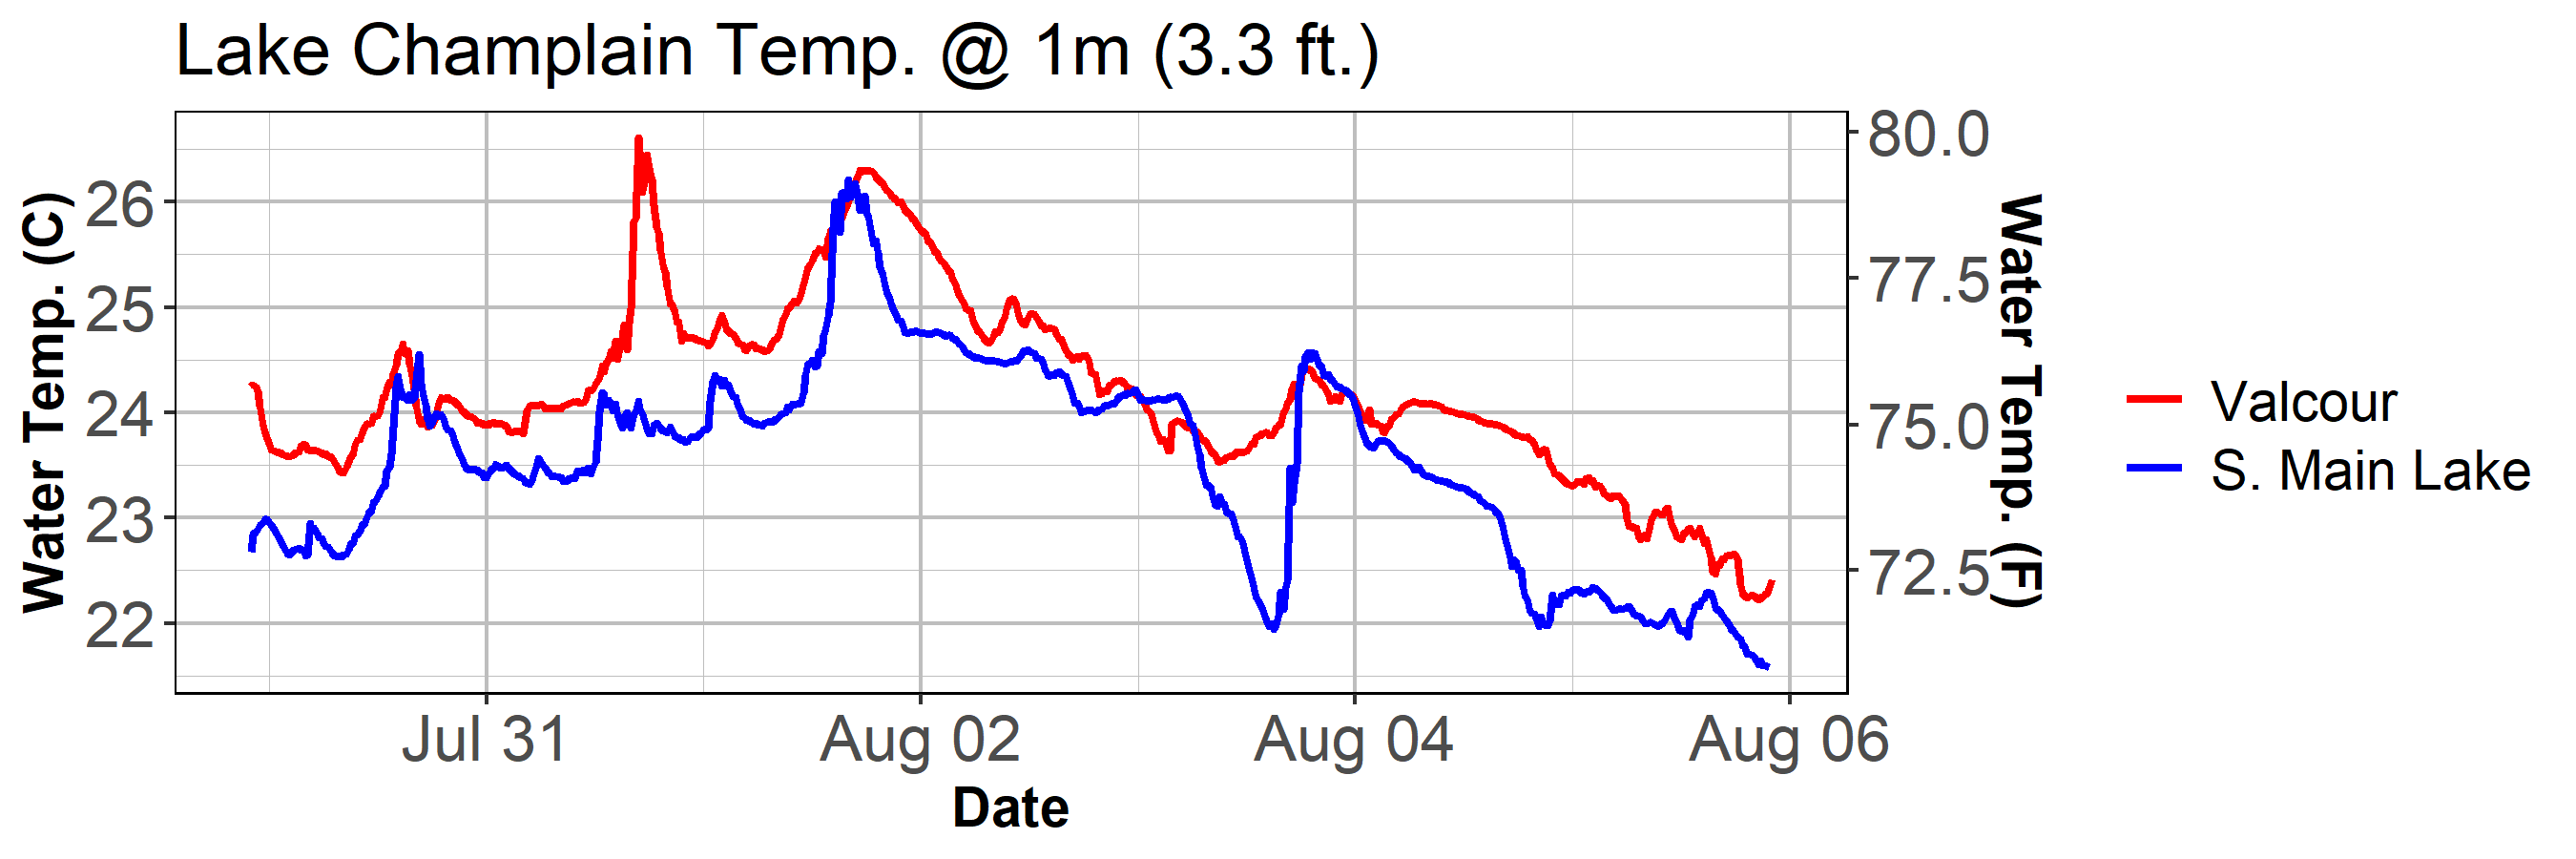 Lake Champlain Temp. @ 1m (3.3 ft.)
Water Temp. (C)
26
25
24
23
22
80.0
77.5
75.0
72.5
Water Temp. (F)
Jul 31
Aug 02
Aug 04
Aug 06
Date
Valcour
S. Main Lake